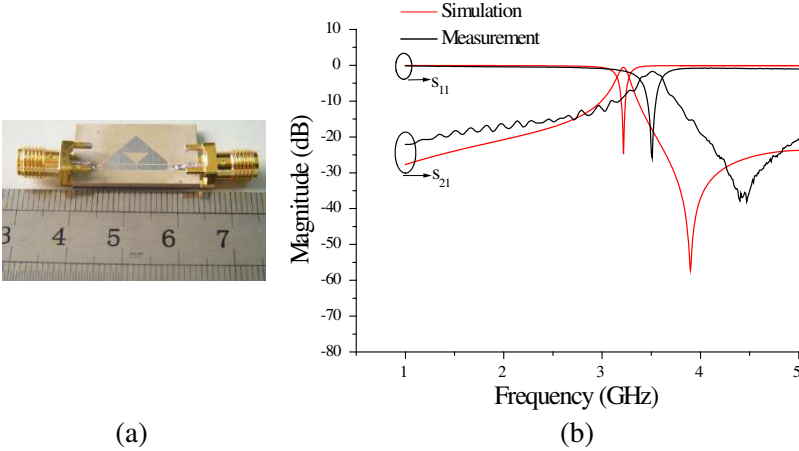 Simulation
Measurement
10
0
-10
-20
-30
-40
-50
-60
-70
-80
Magnitude (dB)
S11
S21
1
2
3
4
5
Frequency (GHz)
3 4 5 6 7
(a)
(b)